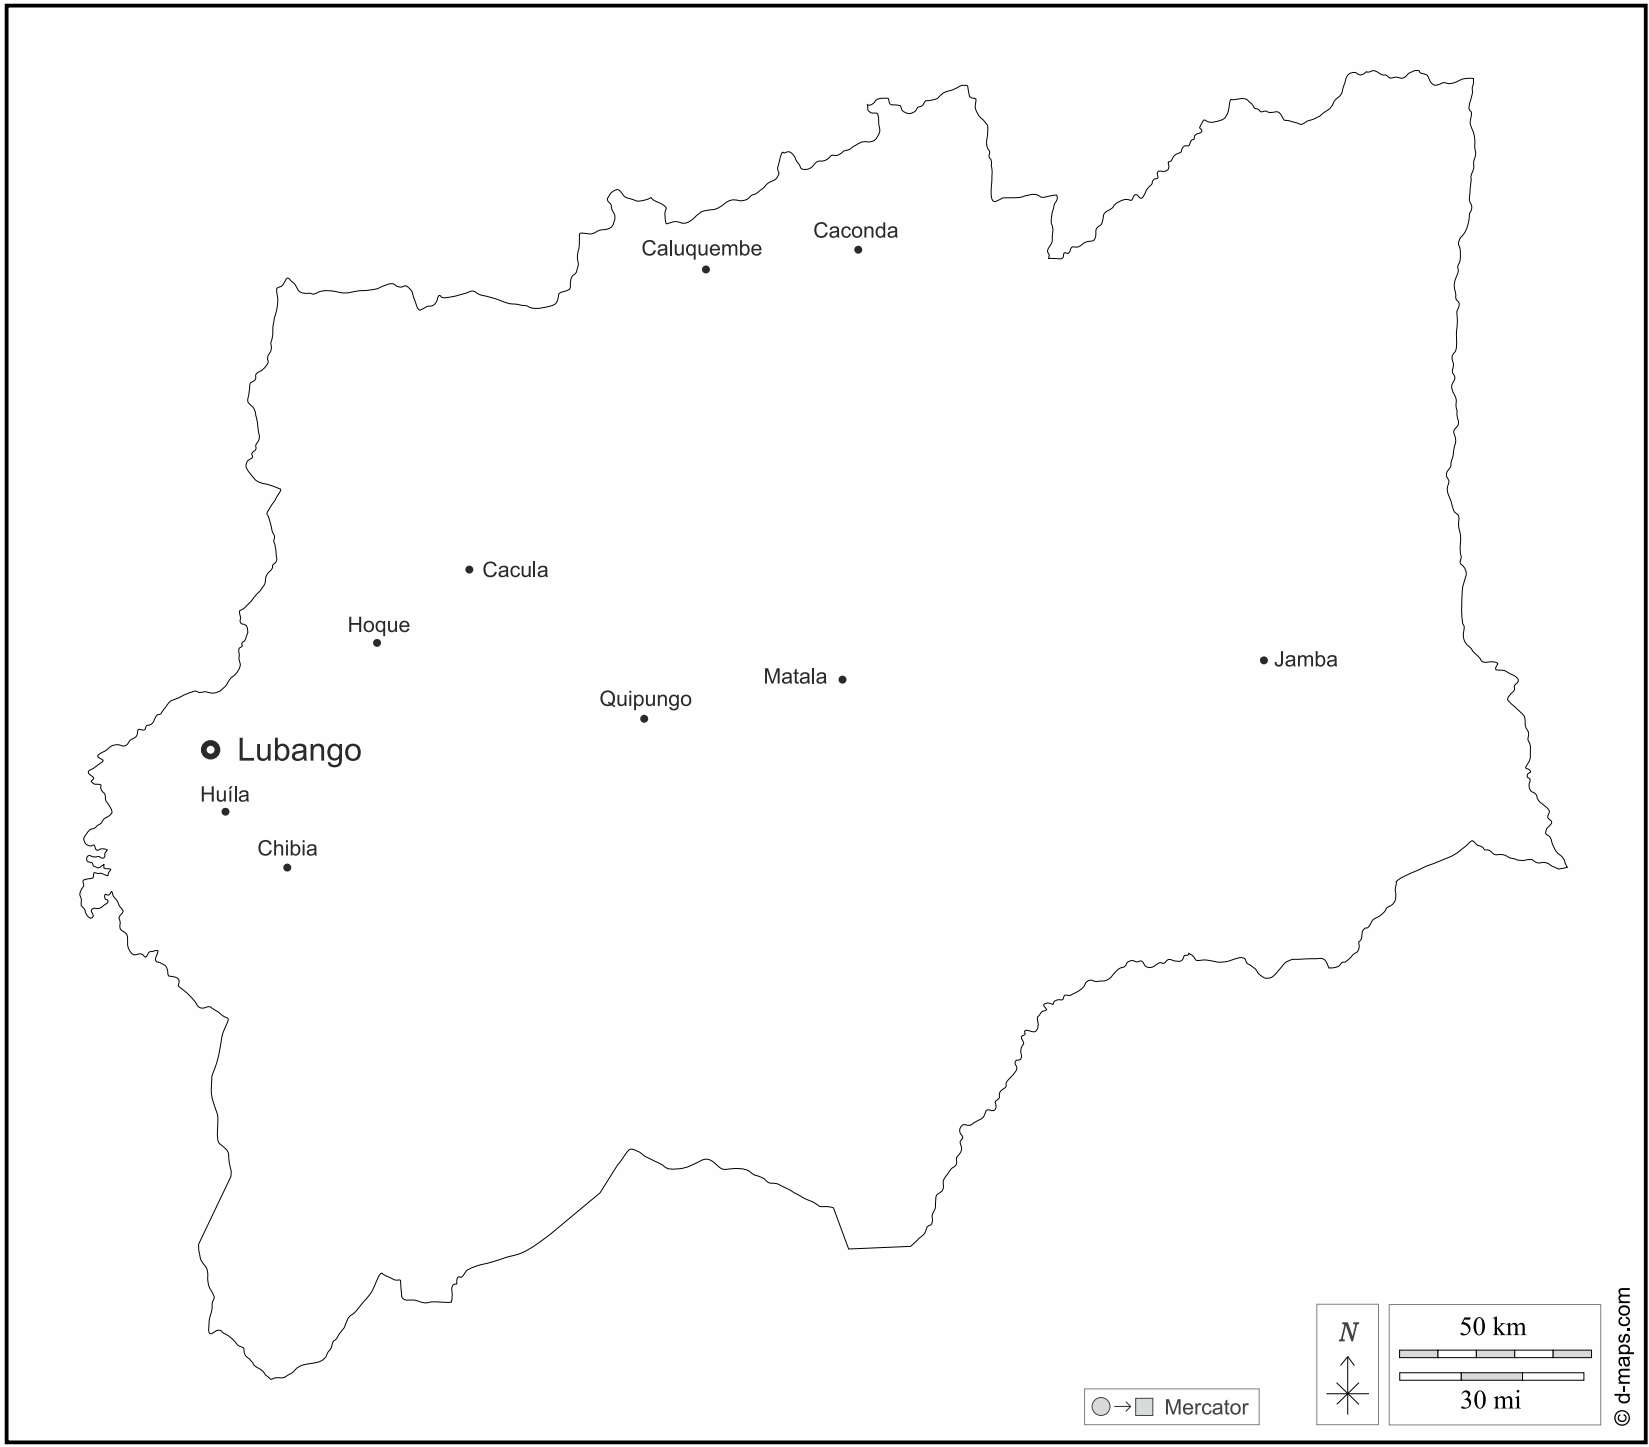 Caconda
Caluquembe
Cacula
Hoque
Jamba
Matala
Quipungo
Lubango
Huíla
Chibia
N
50 km
30 mi
Mercator
© d-maps.com